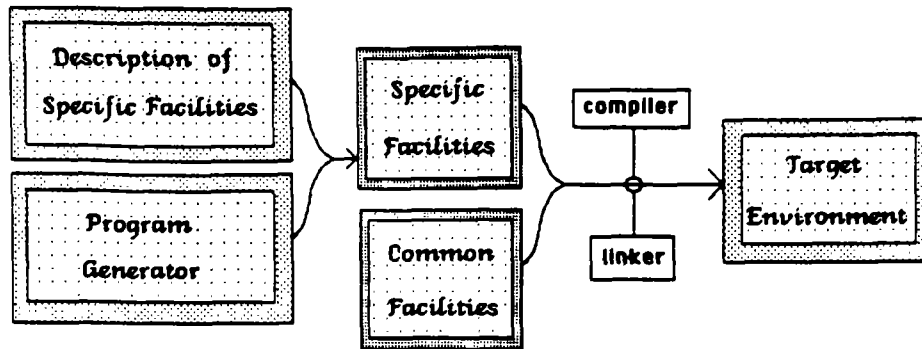 Description of
Specific Facilities
Program
Generator
Specific
Facilities
Common
Facilities
compiler
linker
Target
Environment